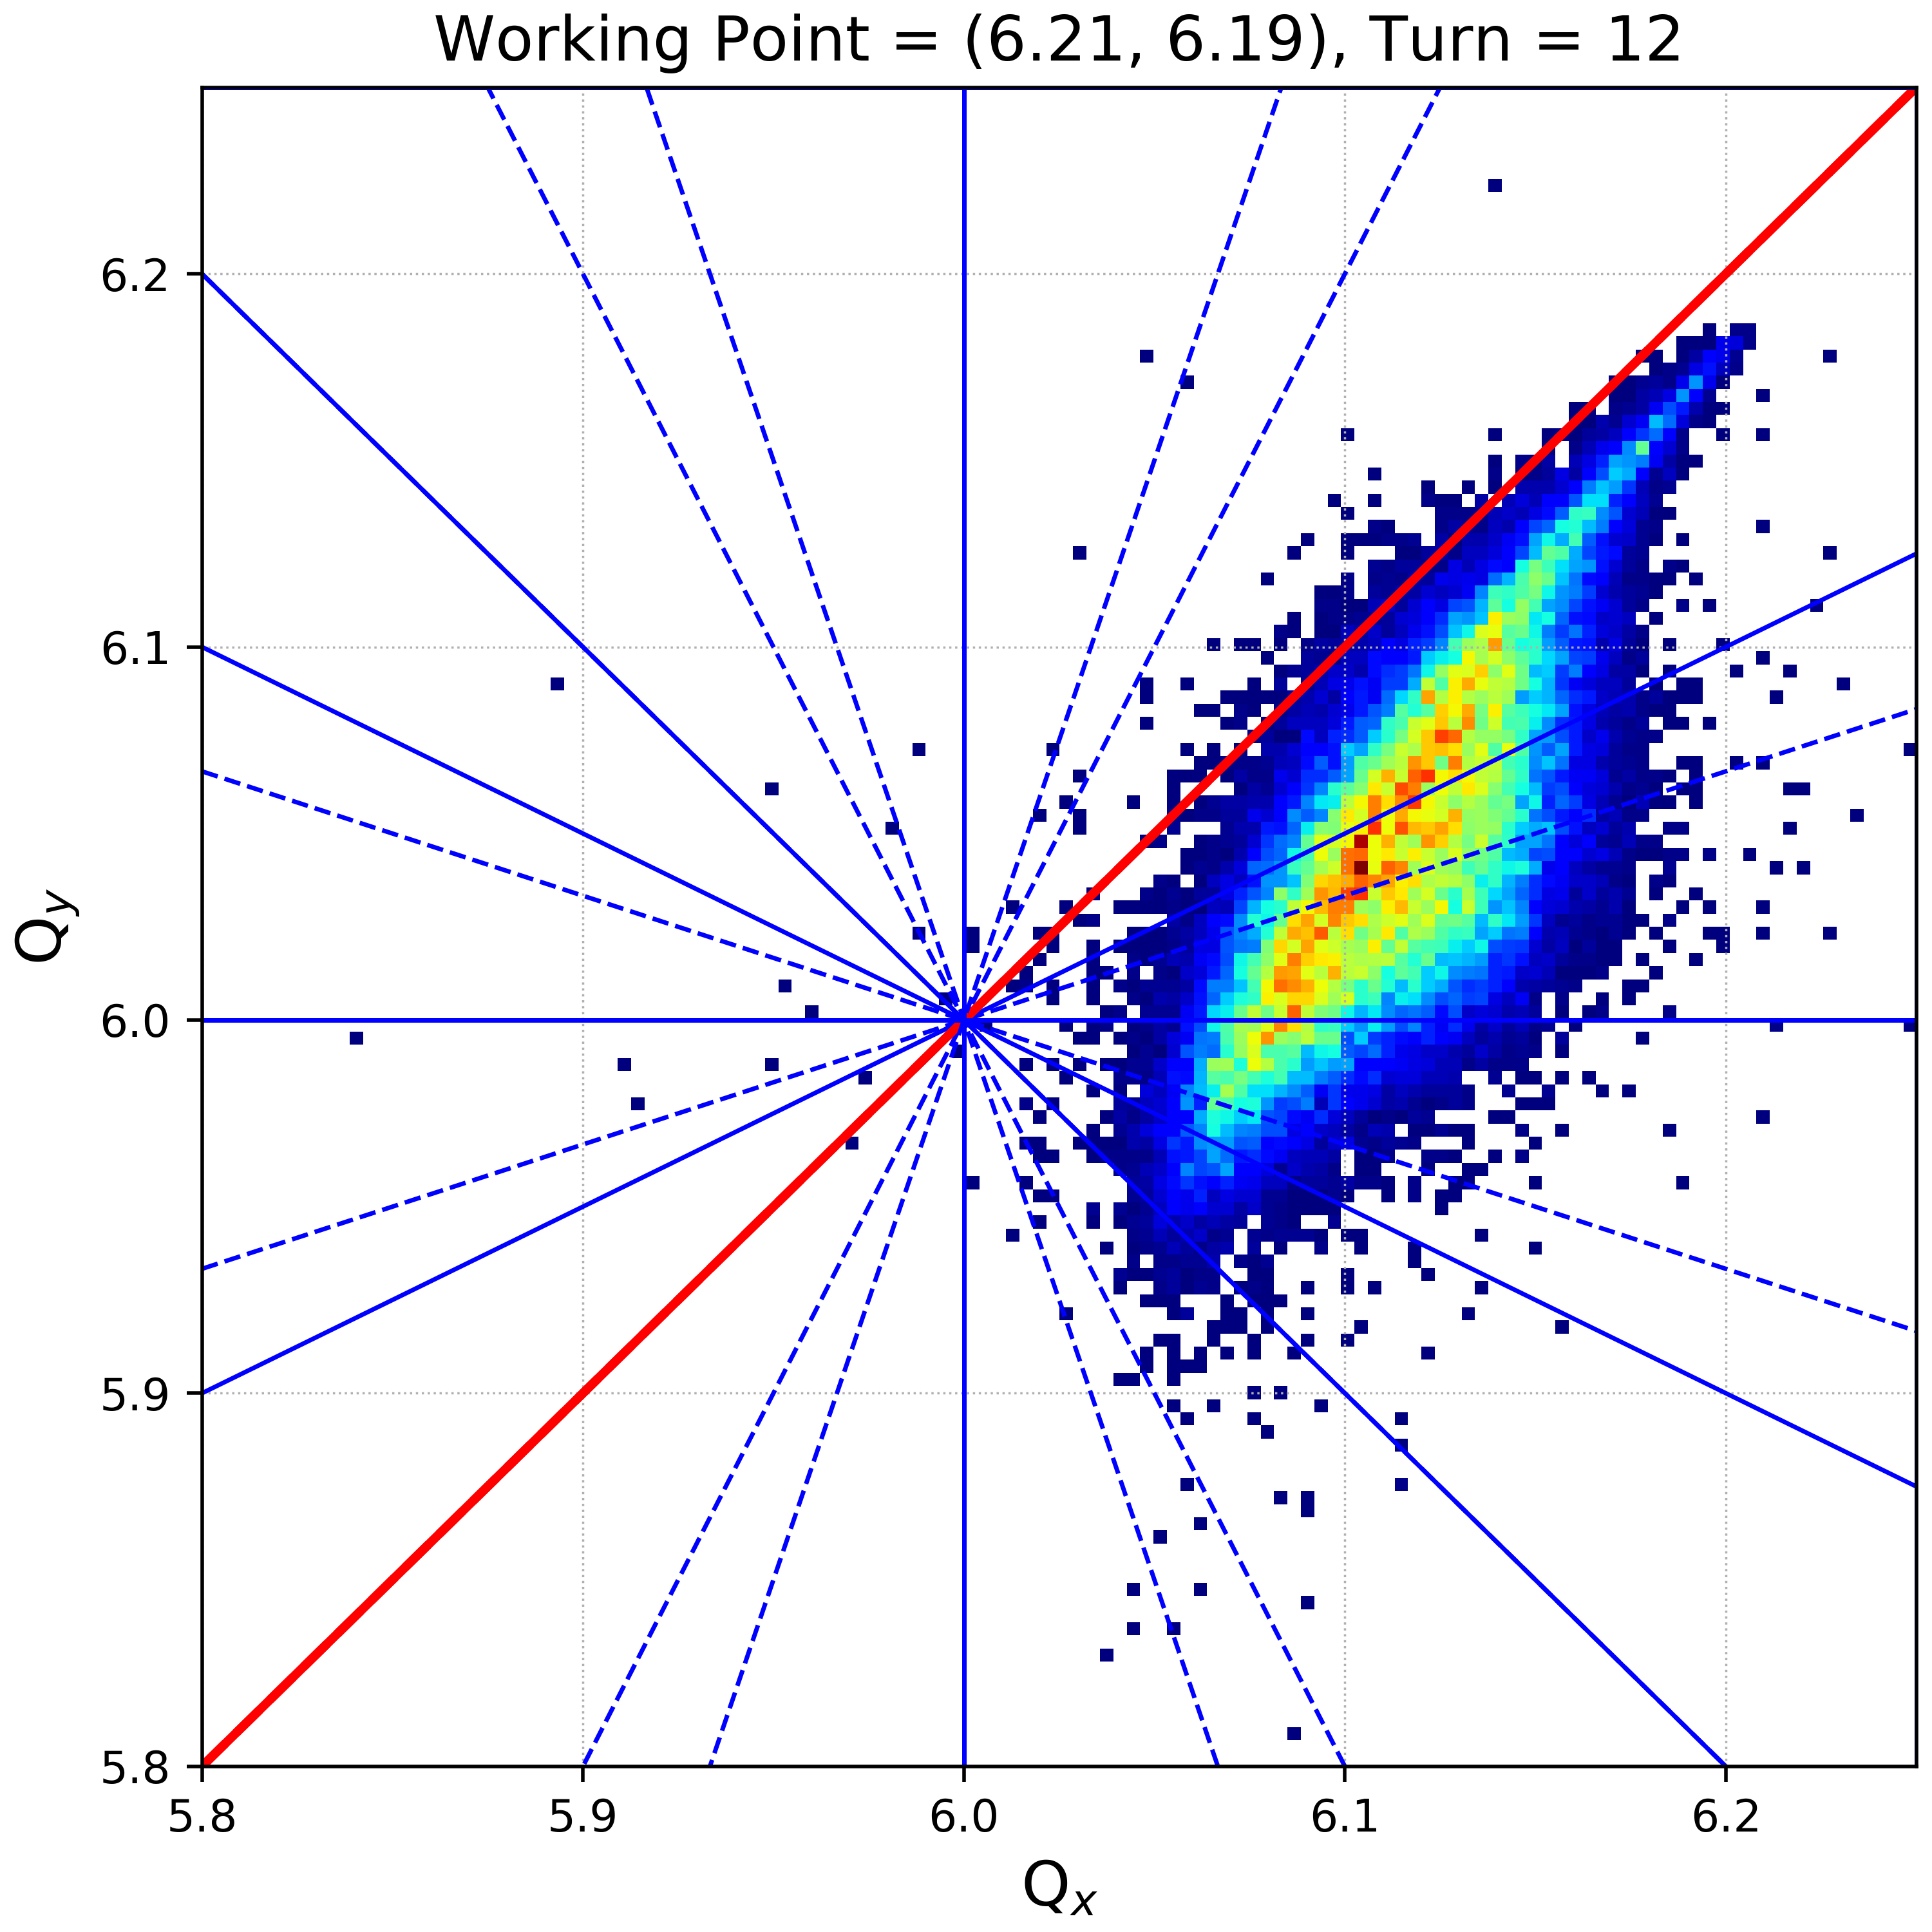 Working Point = (6.21, 6.19), Turn = 12
6.2
6.1
6.0
5.9
5.8
Qy
5.8 5.9 6.0 6.1 6.2
Qx